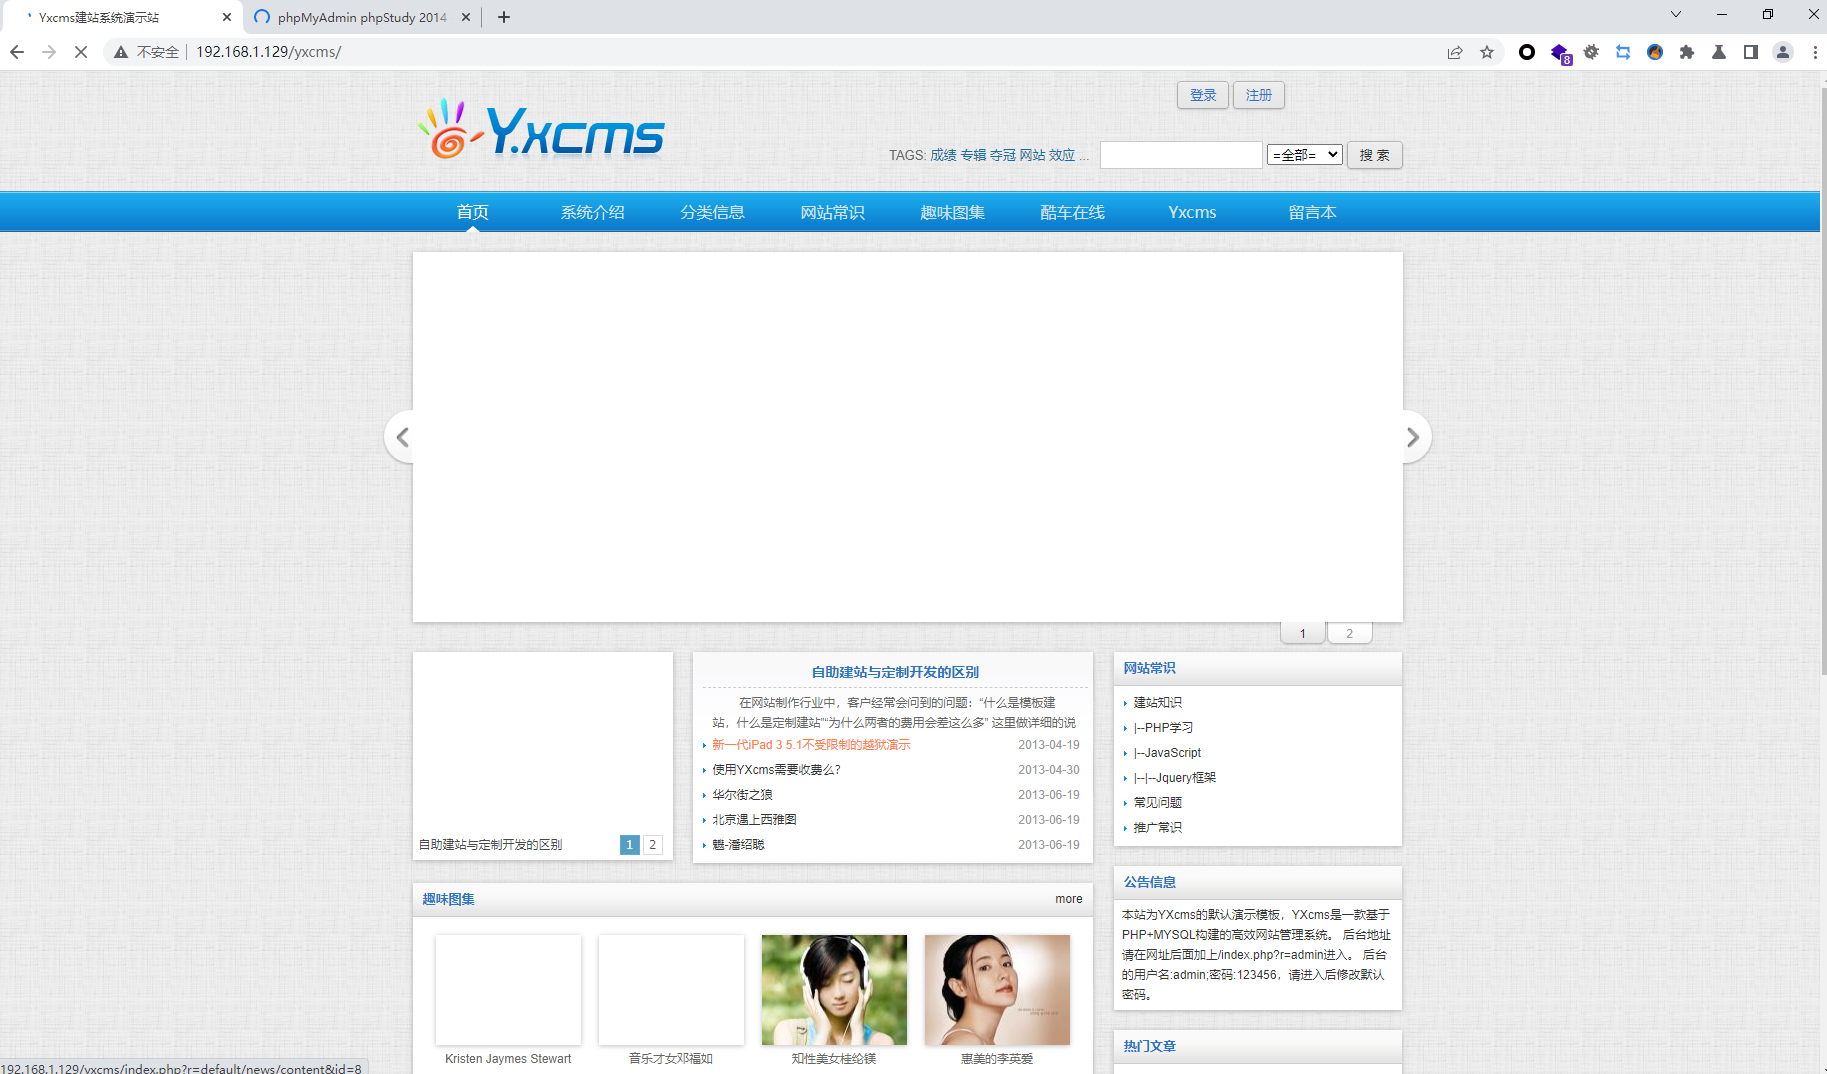 Yxcms建站系统演示站
phpMyAdmin phpStudy 2014
不安全
192.168.1.129/yxcms/
8
登录
注册
Y.xcms
TAGS: 成绩 专辑 夺冠 网站 效应 ...
=全部=
搜 索
首页
系统介绍
分类信息
网站常识
趣味图集
酷车在线
Yxcms
留言本
1
2
自助建站与定制开发的区别
1
2
自助建站与定制开发的区别
在网站制作行业中，客户经常会问到的问题：“什么是模板建
站，什么是定制建站”“为什么两者的费用会差这么多” 这里做详细的说
新一代iPad 3 5.1不受限制的越狱演示 2013-04-19
使用YXcms需要收费么? 2013-04-30
华尔街之狼 2013-06-19
北京遇上西雅图 2013-06-19
魑-潘绍聪 2013-06-19
网站常识
建站知识
|--PHP学习
|--JavaScript
|--|--Jquery框架
常见问题
推广常识
公告信息
本站为YXcms的默认演示模板，YXcms是一款基于
PHP+MYSQL构建的高效网站管理系统。 后台地址
请在网址后面加上/index.php?r=admin进入。 后台
的用户名:admin;密码:123456，请进入后修改默认
密码。
趣味图集
more
Kristen Jaymes Stewart
音乐才女邓福如
知性美女桂纶镁
惠美的李英爱
热门文章
192.168.1.129/yxcms/index.php?r=default/news/content&id=8